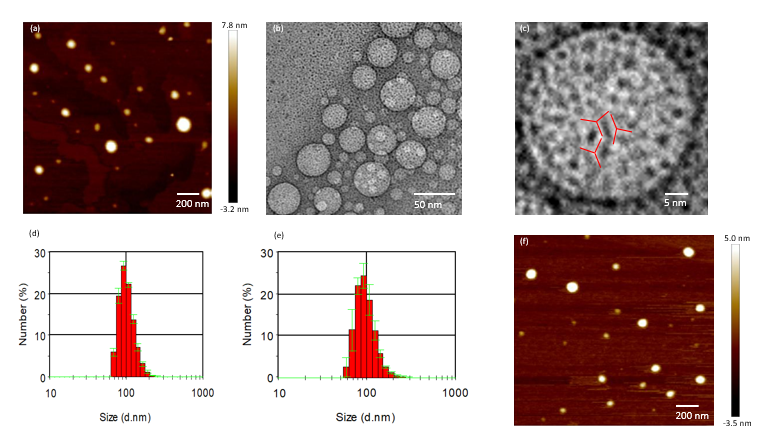 (a)
7.8 nm
200 nm
-3.2 nm
(b)
50 nm
(c)
5 nm
(d)
Number (%)
30
20
10
0
10
100
1000
Size (d.nm)
(e)
Number (%)
30
20
10
0
10
100
1000
Size (d.nm)
(f)
5.0 nm
200 nm
-3.5 nm